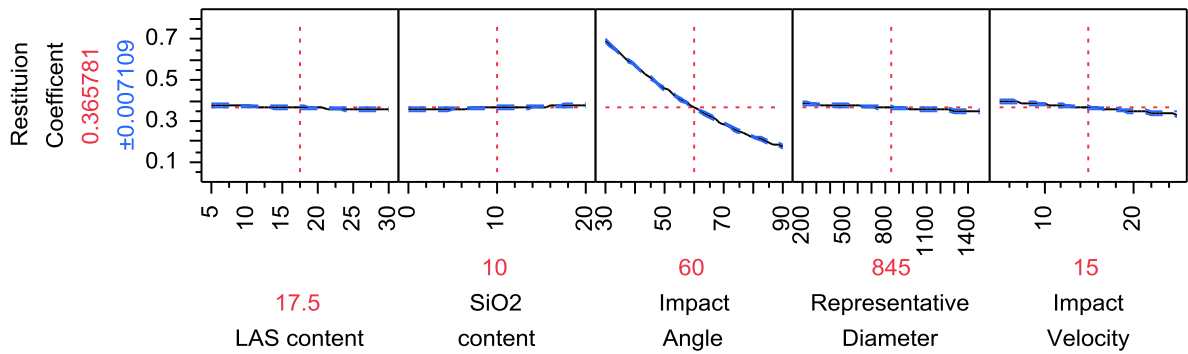 Restituion
Coefficent
0.365781
±0.007109
0.7
0.5
0.3
0.1
5 10 15 20 25 30
0 10 20
30 50 70 90
200 500 800 1100 1400
10 20
17.5
LAS content
10
SiO2
content
60
Impact
Angle
845
Representative
Diameter
15
Impact
Velocity